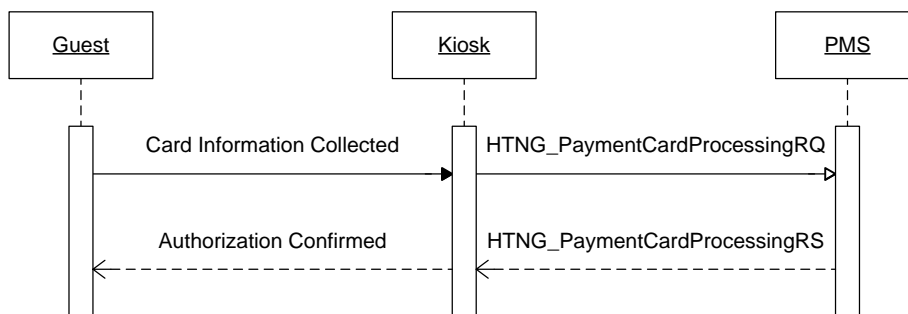 Guest
Kiosk
PMS
Card Information Collected
HTNG_PaymentCardProcessingRQ
Authorization Confirmed
HTNG_PaymentCardProcessingRS